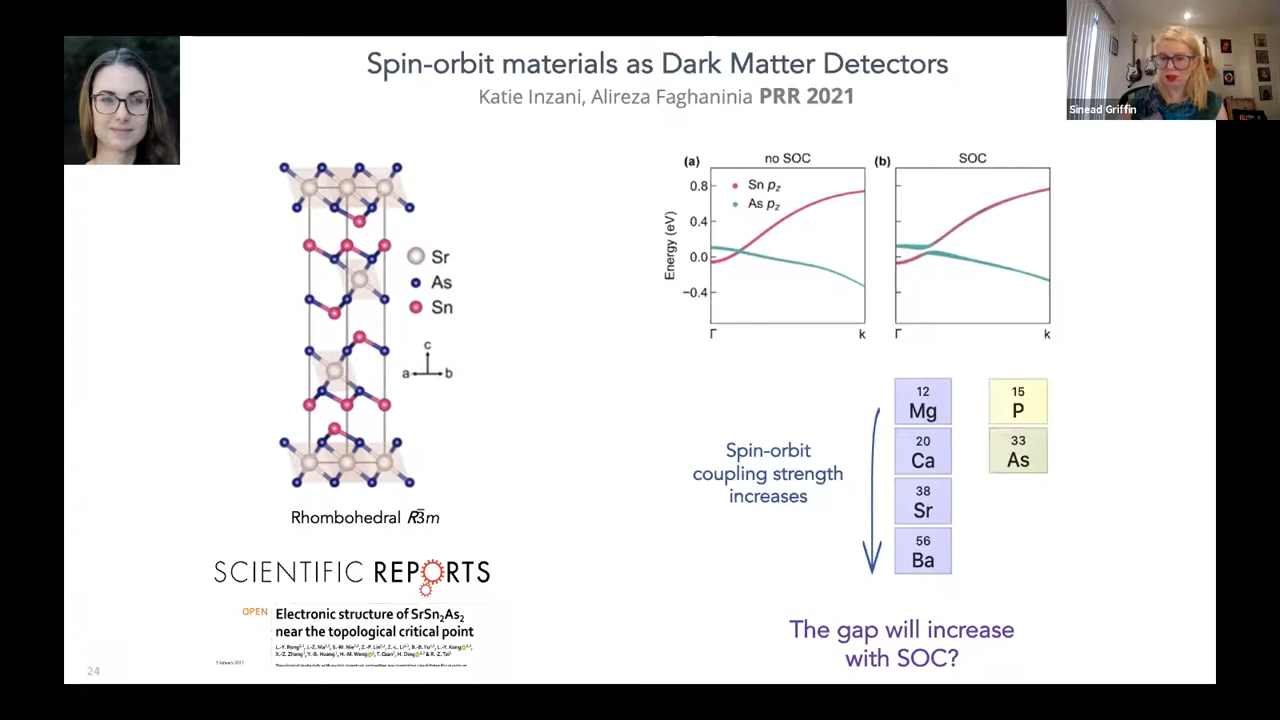 Spin-orbit materials as Dark Matter Detectors
Katie Inzani, Alireza Faghaninia PRR 2021
Sinead Griffin
(a)
no SOC
(b)
SOC
Sn pz
As pz
Energy (eV)
0.8
0.4
0.0
−0.4
Γ
k
Γ
k
Sr
As
Sn
c
a
b
Rhombohedral R3̅m
12
Mg
20
Ca
38
Sr
56
Ba
15
P
33
As
Spin-orbit
coupling strength
increases
SCIENTIFIC REPORTS
OPEN
Electronic structure of SrSn₂As₂
near the topological critical point
The gap will increase
with SOC?
24